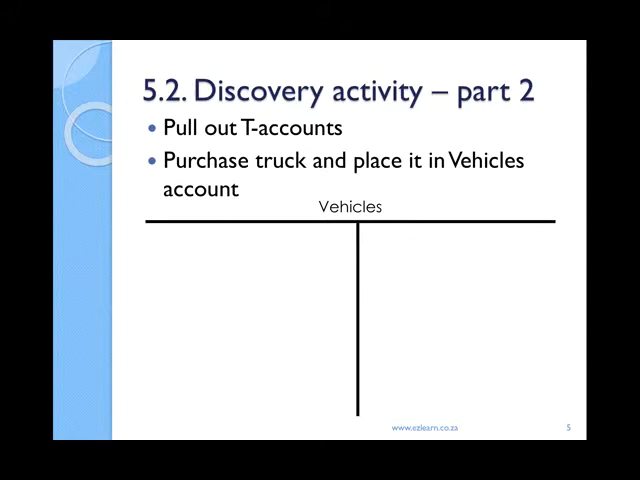 5.2. Discovery activity – part 2
• Pull out T-accounts
• Purchase truck and place it in Vehicles
account
Vehicles
www.ezlearn.co.za
5